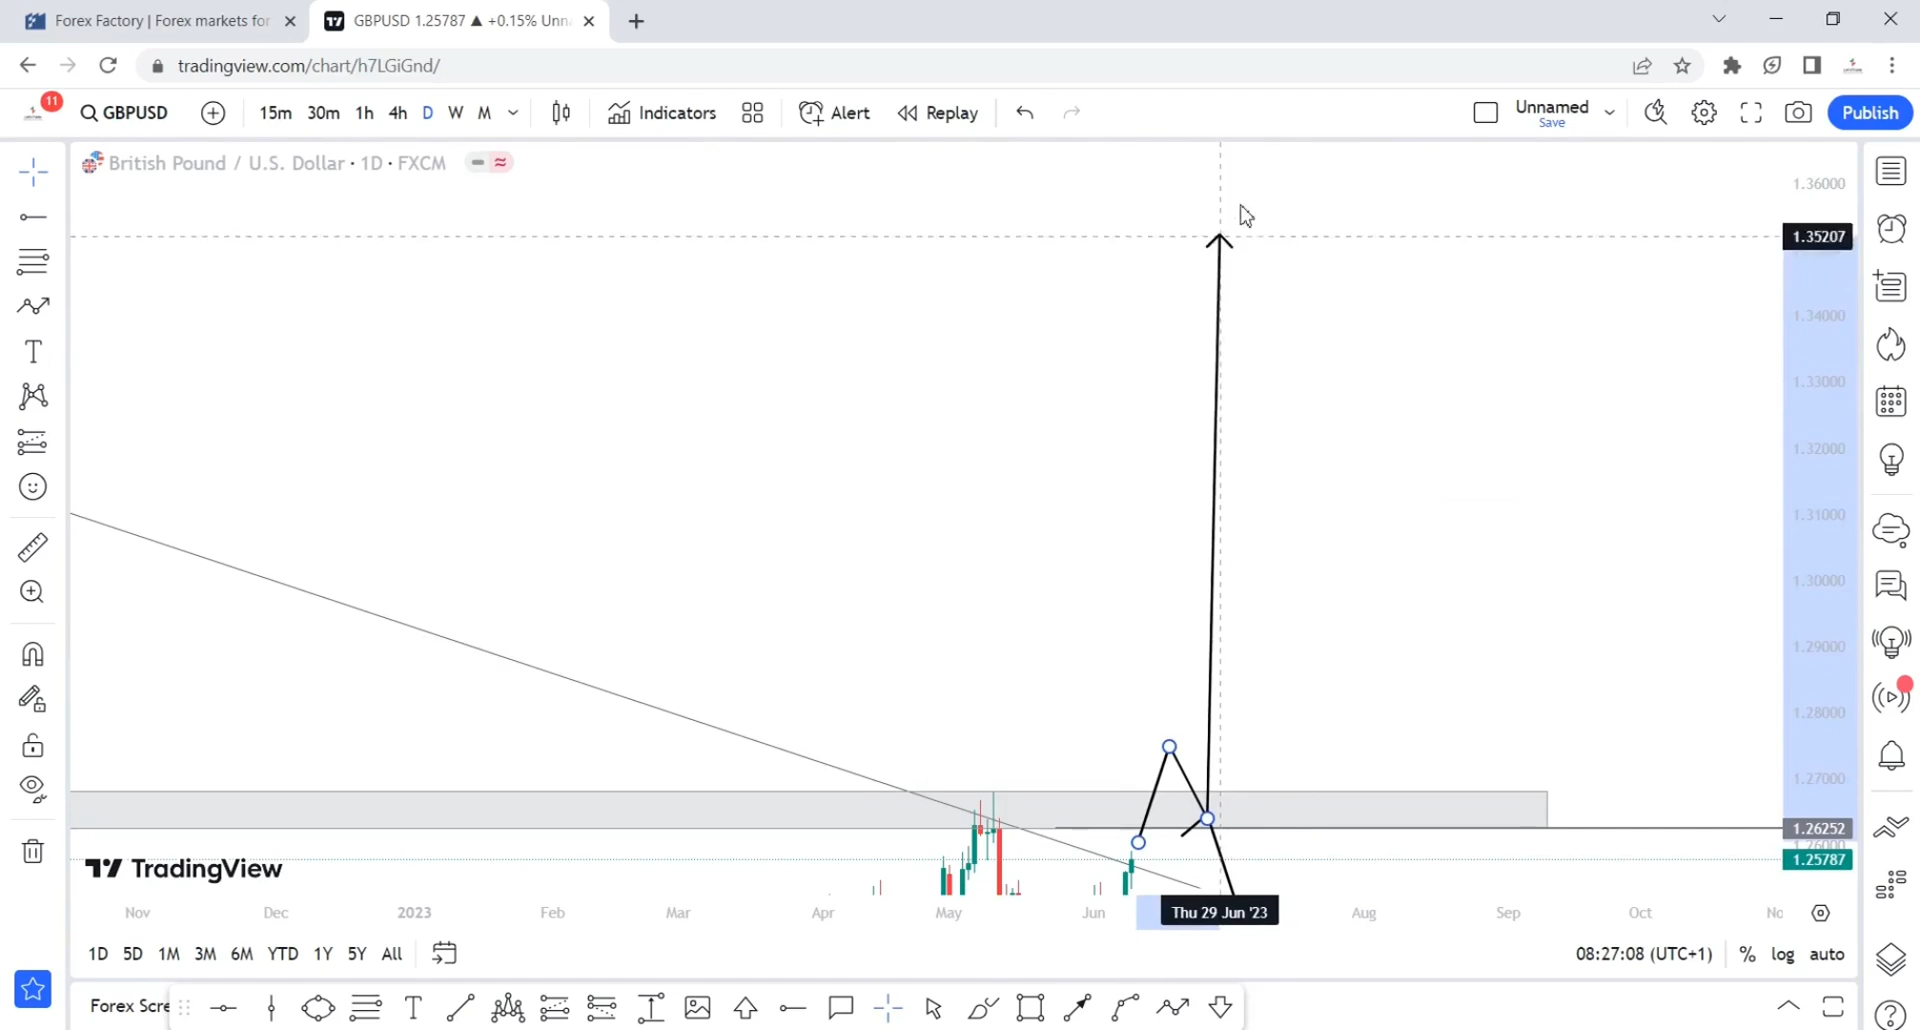 Forex Factory | Forex markets for
GBPUSD 1.25787 ▲ +0.15% Unn
tradingview.com/chart/h7LGiGnd/
11
GBPUSD
15m 30m 1h 4h D W M
Indicators
Alert
Replay
Unnamed
Save
Publish
British Pound / U.S. Dollar · 1D · FXCM
1.36000
1.35207
1.34000
1.33000
1.32000
1.31000
1.30000
1.29000
1.28000
1.27000
1.26252
1.26000
1.25787
TradingView
Nov Dec 2023 Feb Mar Apr May Jun Thu 29 Jun '23 Aug Sep Oct No
1D 5D 1M 3M 6M YTD 1Y 5Y All
08:27:08 (UTC+1) % log auto
Forex Scre